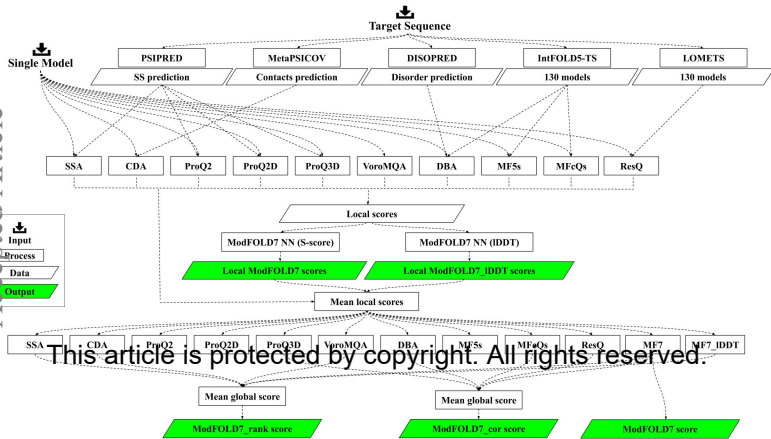 Target Sequence
Single Model
PSIPRED
MetaPSICOV
DISOPRED
IntFOLD5-TS
LOMETS
SS prediction
Contacts prediction
Disorder prediction
130 models
130 models
SSA
CDA
ProQ2
ProQ2D
ProQ3D
VoroMQA
DBA
MF5s
MFcQs
ResQ
Local scores
Input
Process
Data
Output
ModFOLD7 NN (S-score)
ModFOLD7 NN (lDDT)
Local ModFOLD7 scores
Local ModFOLD7_lDDT scores
Mean local scores
SSA
CDA
ProQ2
ProQ2D
ProQ3D
VoroMQA
DBA
MF5s
MFcQs
ResQ
MF7
MF7_lDDT
This article is protected by copyright. All rights reserved.
Mean global score
Mean global score
ModFOLD7_rank score
ModFOLD7_cor score
ModFOLD7 score
Article